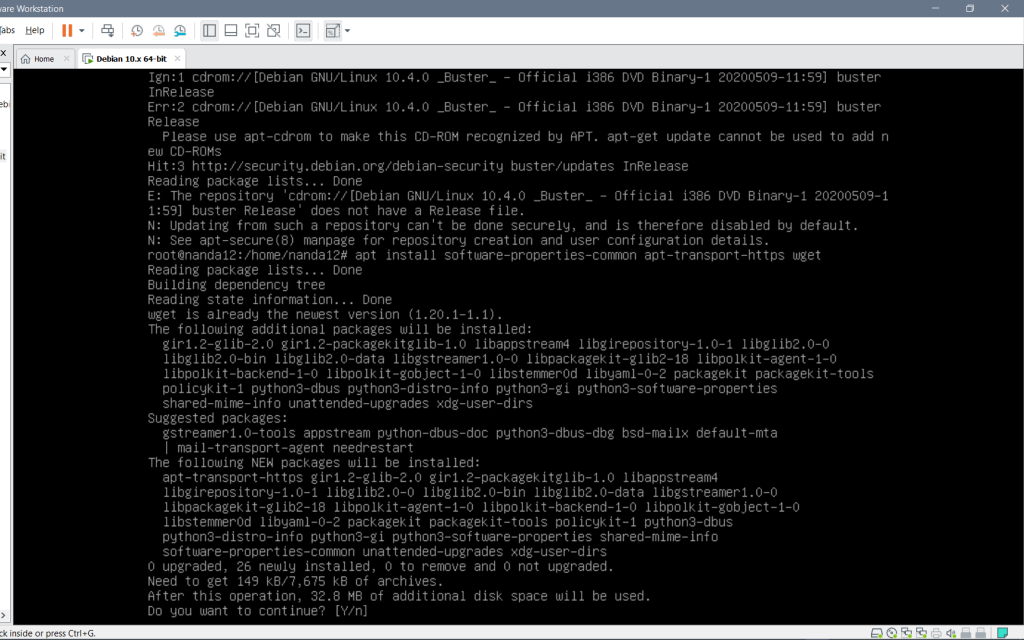 ware Workstation
Tabs Help
Home
Debian 10.x 64-bit
Ign:1 cdrom://[Debian GNU/Linux 10.4.0 _Buster_ - Official i386 DVD Binary-1 20200509-11:59] buster
InRelease
Err:2 cdrom://[Debian GNU/Linux 10.4.0 _Buster_ - Official i386 DVD Binary-1 20200509-11:59] buster
Release
Please use apt-cdrom to make this CD-ROM recognized by APT. apt-get update cannot be used to add n
ew CD-ROMs
Hit:3 http://security.debian.org/debian-security buster/updates InRelease
Reading package lists... Done
E: The repository 'cdrom://[Debian GNU/Linux 10.4.0 _Buster_ - Official i386 DVD Binary-1 20200509-1
1:59] buster Release' does not have a Release file.
N: Updating from such a repository can't be done securely, and is therefore disabled by default.
N: See apt-secure(8) manpage for repository creation and user configuration details.
root@nanda12:/home/nanda12# apt install software-properties-common apt-transport-https wget
Reading package lists... Done
Building dependency tree
Reading state information... Done
wget is already the newest version (1.20.1-1.1).
The following additional packages will be installed:
gir1.2-glib-2.0 gir1.2-packagekitglib-1.0 libappstream4 libgirepository-1.0-1 libglib2.0-0
libglib2.0-bin libglib2.0-data libgstreamer1.0-0 libpackagekit-glib2-18 libpolkit-agent-1-0
libpolkit-backend-1-0 libpolkit-gobject-1-0 libstemmer0d libyaml-0-2 packagekit packagekit-tools
policykit-1 python3-dbus python3-distro-info python3-gi python3-software-properties
shared-mime-info unattended-upgrades xdg-user-dirs
Suggested packages:
gstreamer1.0-tools appstream python-dbus-doc python3-dbus-dbg bsd-mailx default-mta
| mail-transport-agent needrestart
The following NEW packages will be installed:
apt-transport-https gir1.2-glib-2.0 gir1.2-packagekitglib-1.0 libappstream4
libgirepository-1.0-1 libglib2.0-0 libglib2.0-bin libglib2.0-data libgstreamer1.0-0
libpackagekit-glib2-18 libpolkit-agent-1-0 libpolkit-backend-1-0 libpolkit-gobject-1-0
libstemmer0d libyaml-0-2 packagekit packagekit-tools policykit-1 python3-dbus
python3-distro-info python3-gi python3-software-properties shared-mime-info
software-properties-common unattended-upgrades xdg-user-dirs
0 upgraded, 26 newly installed, 0 to remove and 0 not upgraded.
Need to get 149 kB/7,675 kB of archives.
After this operation, 32.8 MB of additional disk space will be used.
Do you want to continue? [Y/n]
ck inside or press Ctrl+G.